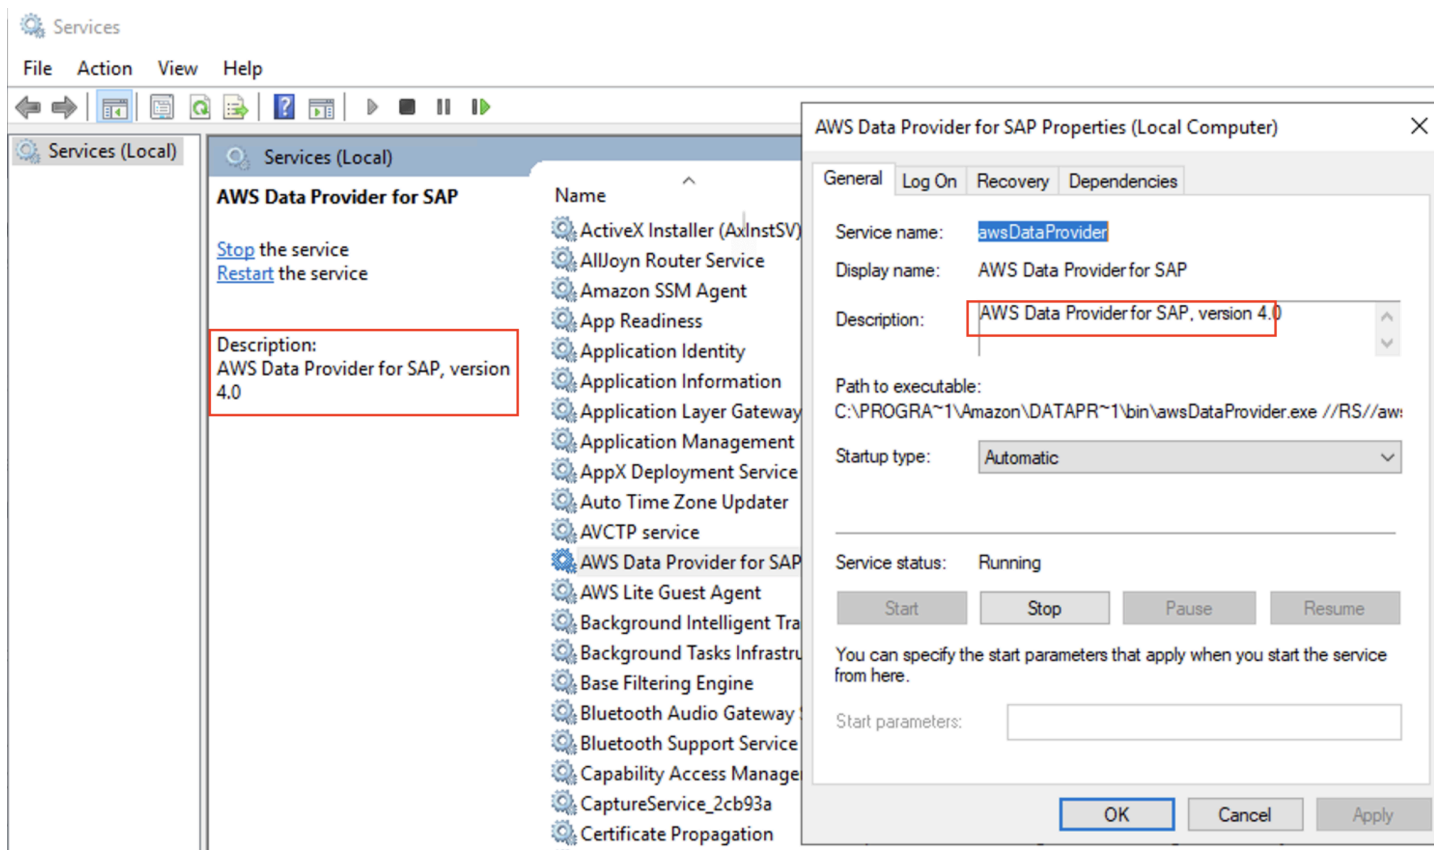 Services
File Action View Help
Services (Local)
Services (Local)
AWS Data Provider for SAP
Stop the service
Restart the service
Description:
AWS Data Provider for SAP, version
4.0
Name
ActiveX Installer (AxInstSV)
AllJoyn Router Service
Amazon SSM Agent
App Readiness
Application Identity
Application Information
Application Layer Gateway
Application Management
AppX Deployment Service
Auto Time Zone Updater
AVCTP service
AWS Data Provider for SAP
AWS Lite Guest Agent
Background Intelligent Tra
Background Tasks Infrastru
Base Filtering Engine
Bluetooth Audio Gateway
Bluetooth Support Service
Capability Access Manage
CaptureService_2cb93a
Certificate Propagation
AWS Data Provider for SAP Properties (Local Computer)
General Log On Recovery Dependencies
Service name: awsDataProvider
Display name: AWS Data Provider for SAP
Description: AWS Data Provider for SAP, version 4.0
Path to executable:
C:\PROGRA~1\Amazon\DATAPR~1\bin\awsDataProvider.exe //RS//aws
Startup type: Automatic
Service status: Running
Start Stop Pause Resume
You can specify the start parameters that apply when you start the service
from here.
Start parameters:
OK Cancel Apply